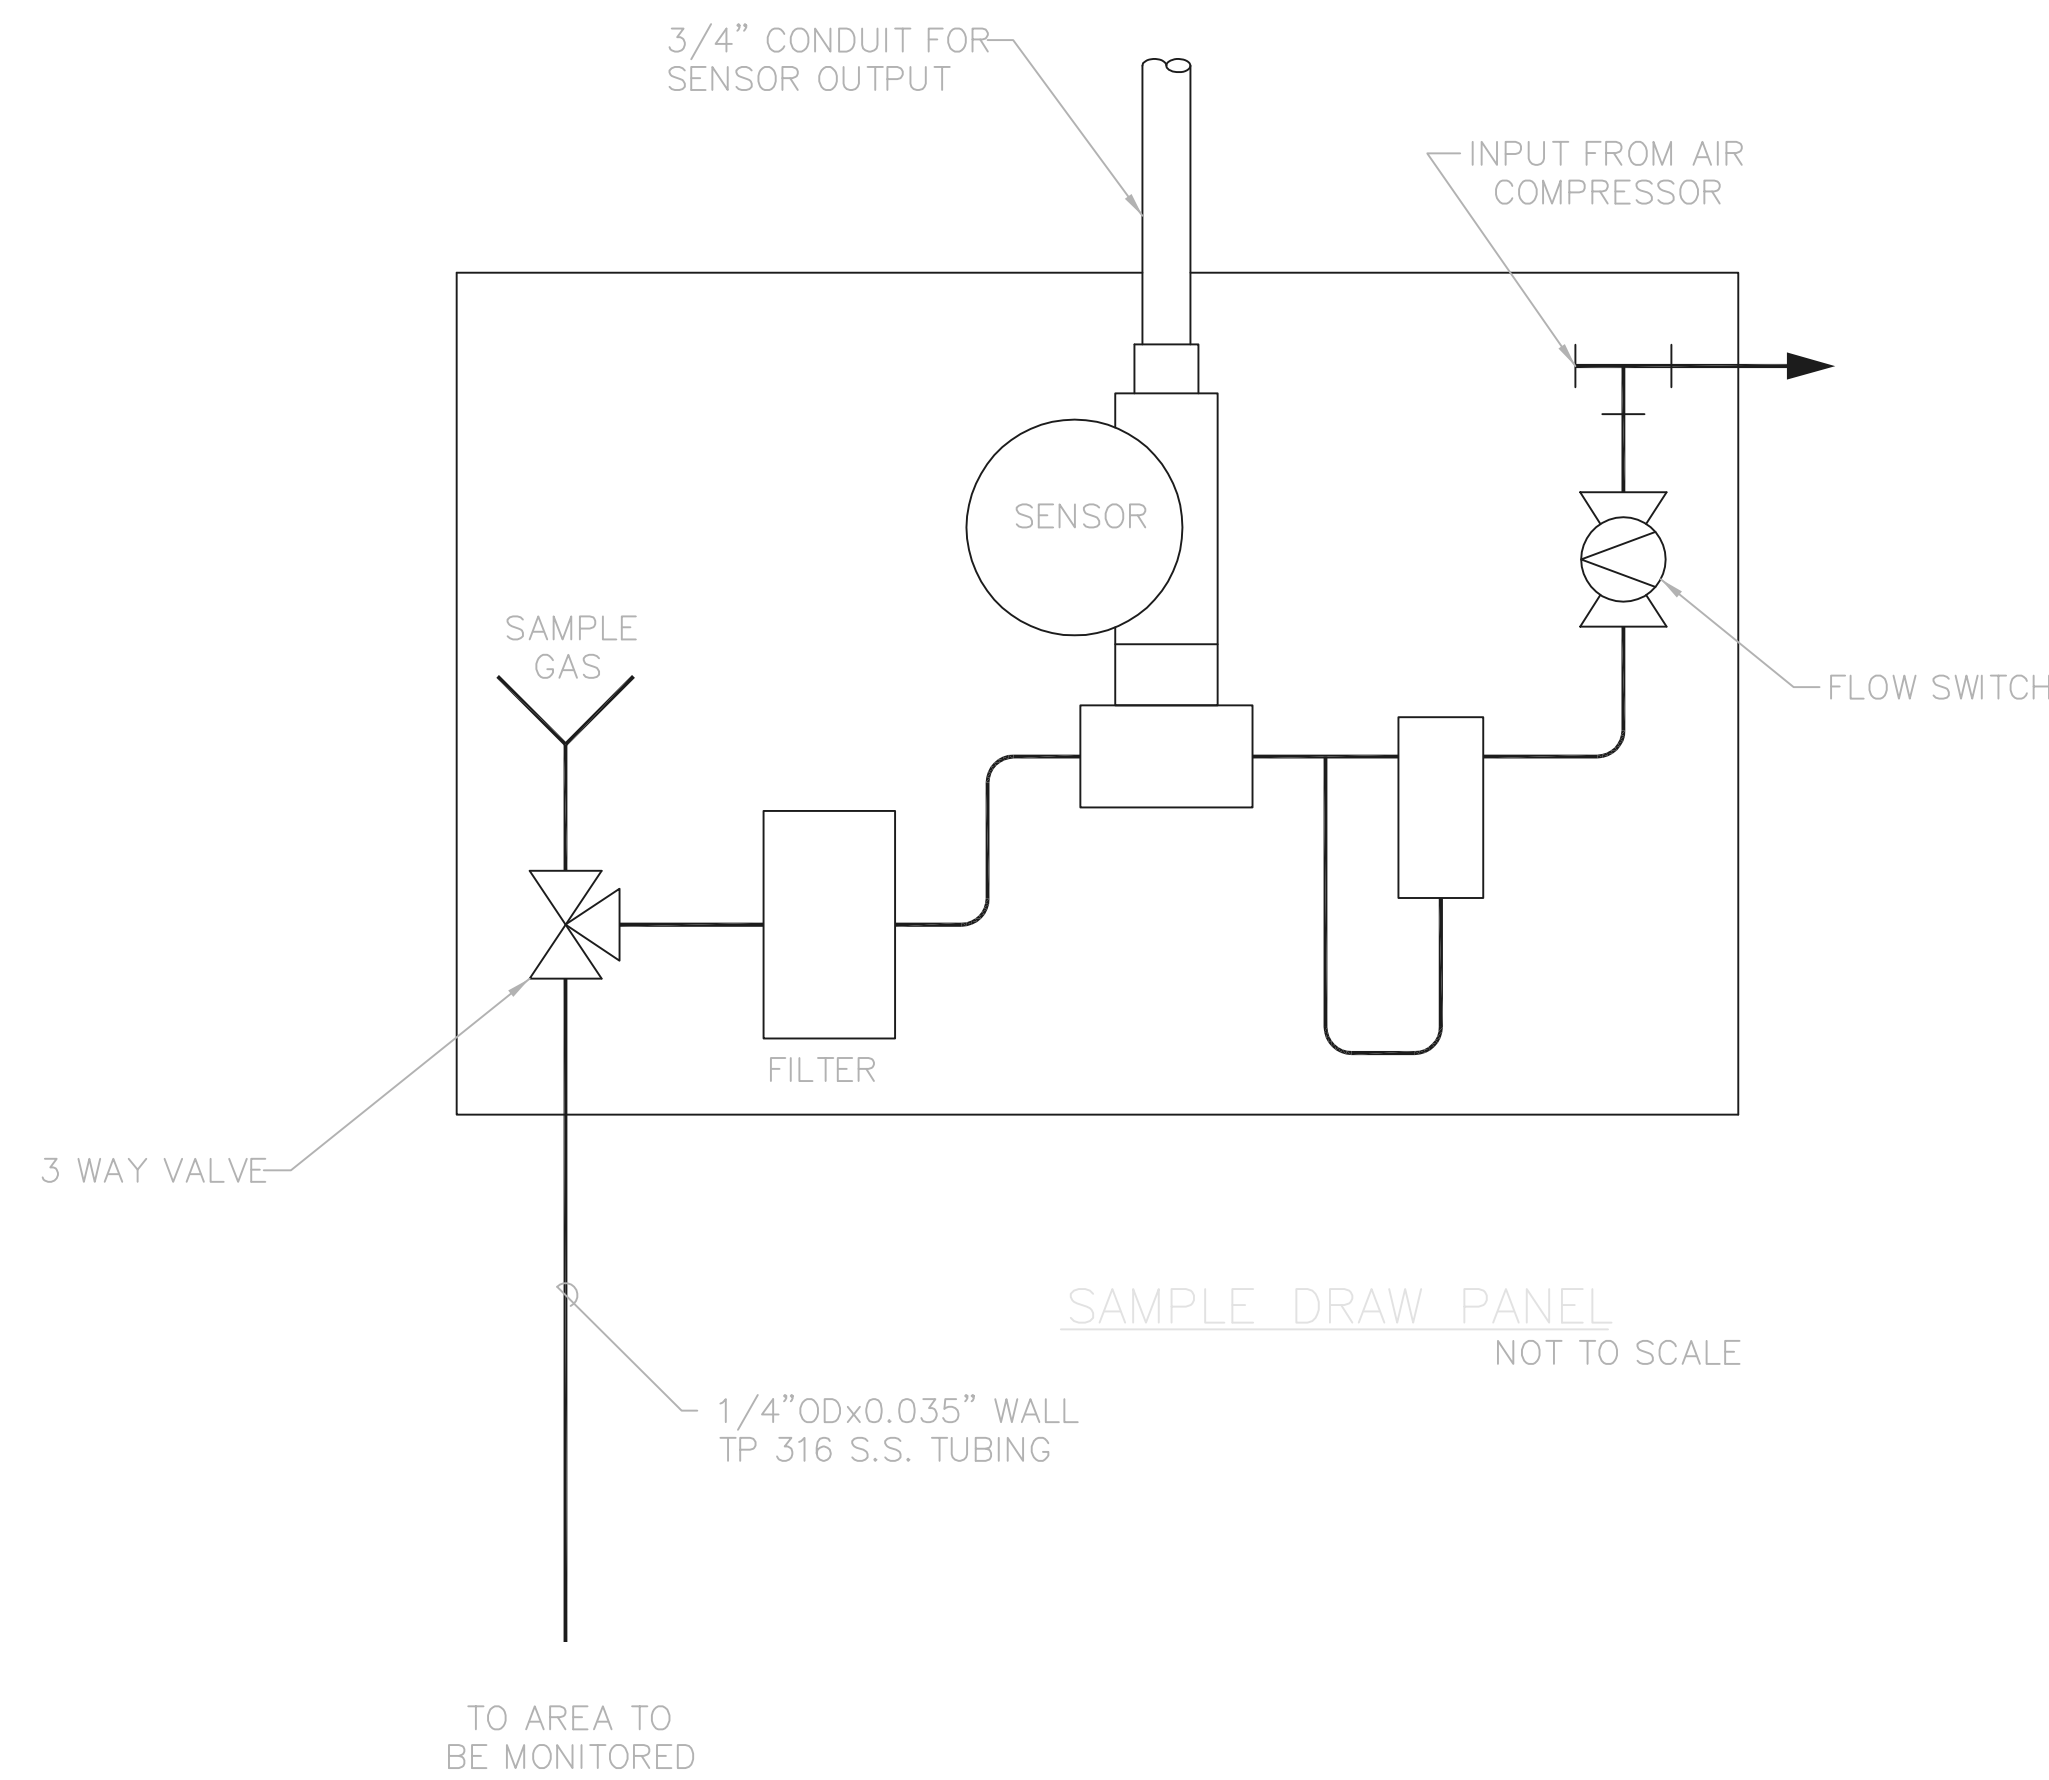 3/4” CONDUIT FOR
SENSOR OUTPUT
INPUT FROM AIR
COMPRESSOR
SENSOR
SAMPLE
GAS
FLOW SWITCH
FILTER
3 WAY VALVE
SAMPLE DRAW PANEL
NOT TO SCALE
1/4”ODx0.035” WALL
TP 316 S.S. TUBING
TO AREA TO
BE MONITORED